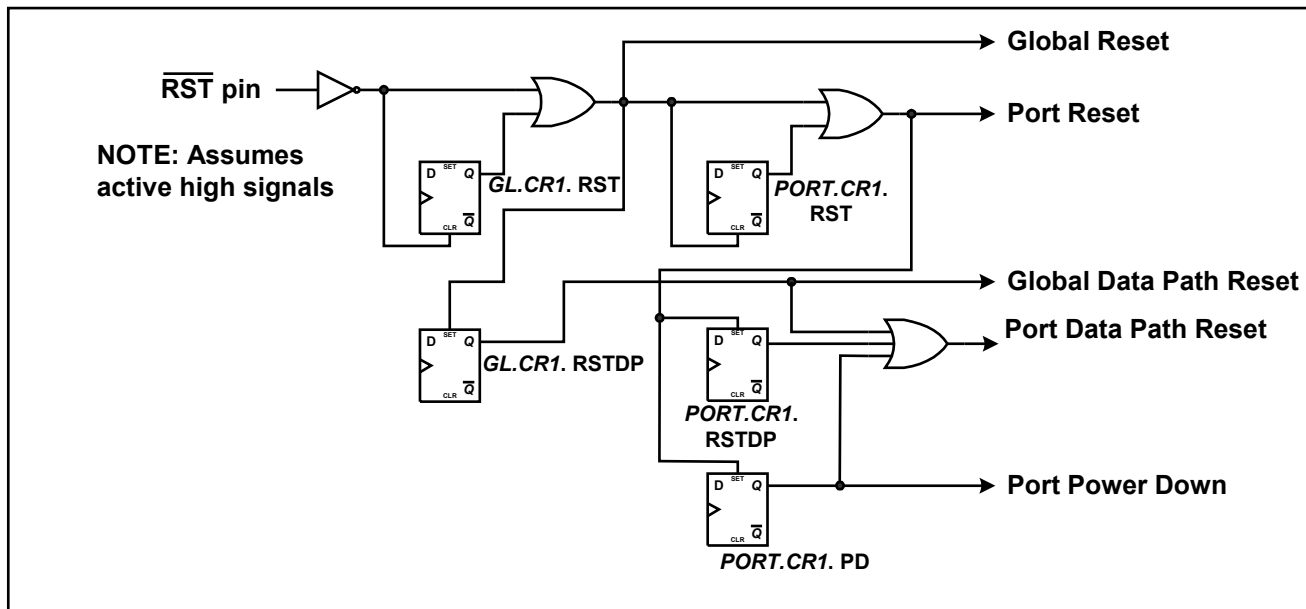 Global Reset
RST pin
Port Reset
NOTE: Assumes
active high signals
D SET Q
CLR Q
GL.CR1. RST
D SET Q
CLR Q
PORT.CR1.
RST
Global Data Path Reset
Port Data Path Reset
D SET Q
CLR Q
GL.CR1. RSTDP
D SET Q
CLR Q
PORT.CR1.
RSTDP
D SET Q
CLR Q
Port Power Down
PORT.CR1. PD